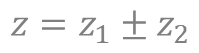 z = z₁ ± z₂